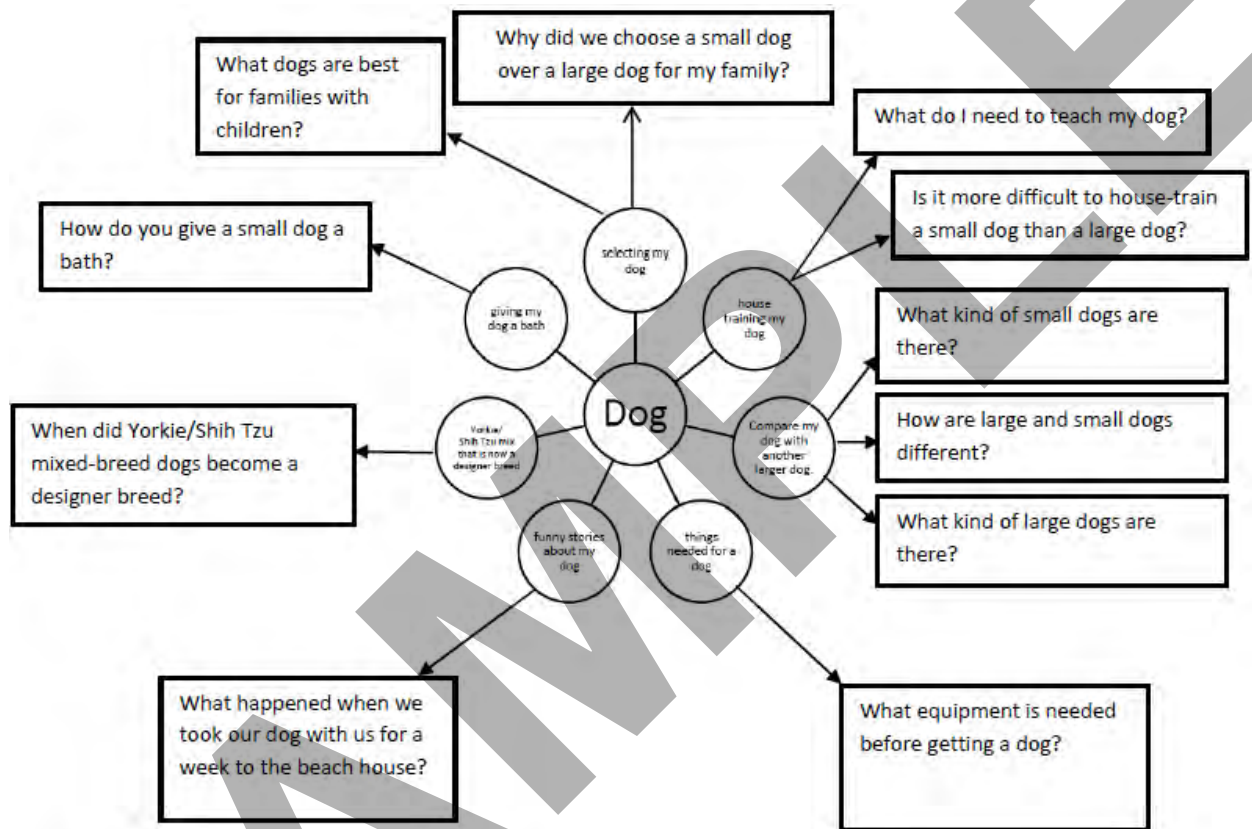 Why did we choose a small dog
over a large dog for my family?
What dogs are best
for families with
children?
What do I need to teach my dog?
Is it more difficult to house-train
a small dog than a large dog?
How do you give a small dog a
bath?
selecting my
dog
giving my
dog a bath
house
training my
dog
What kind of small dogs are
there?
Dog
Yorkie/
Shih Tzu mix
that is now a
designer breed
Compare my
dog with
another
larger dog.
How are large and small dogs
different?
When did Yorkie/Shih Tzu
mixed-breed dogs become a
designer breed?
What kind of large dogs are
there?
funny stories
about my
dog
things
needed for a
dog
What happened when we
took our dog with us for a
week to the beach house?
What equipment is needed
before getting a dog?
AMPLE